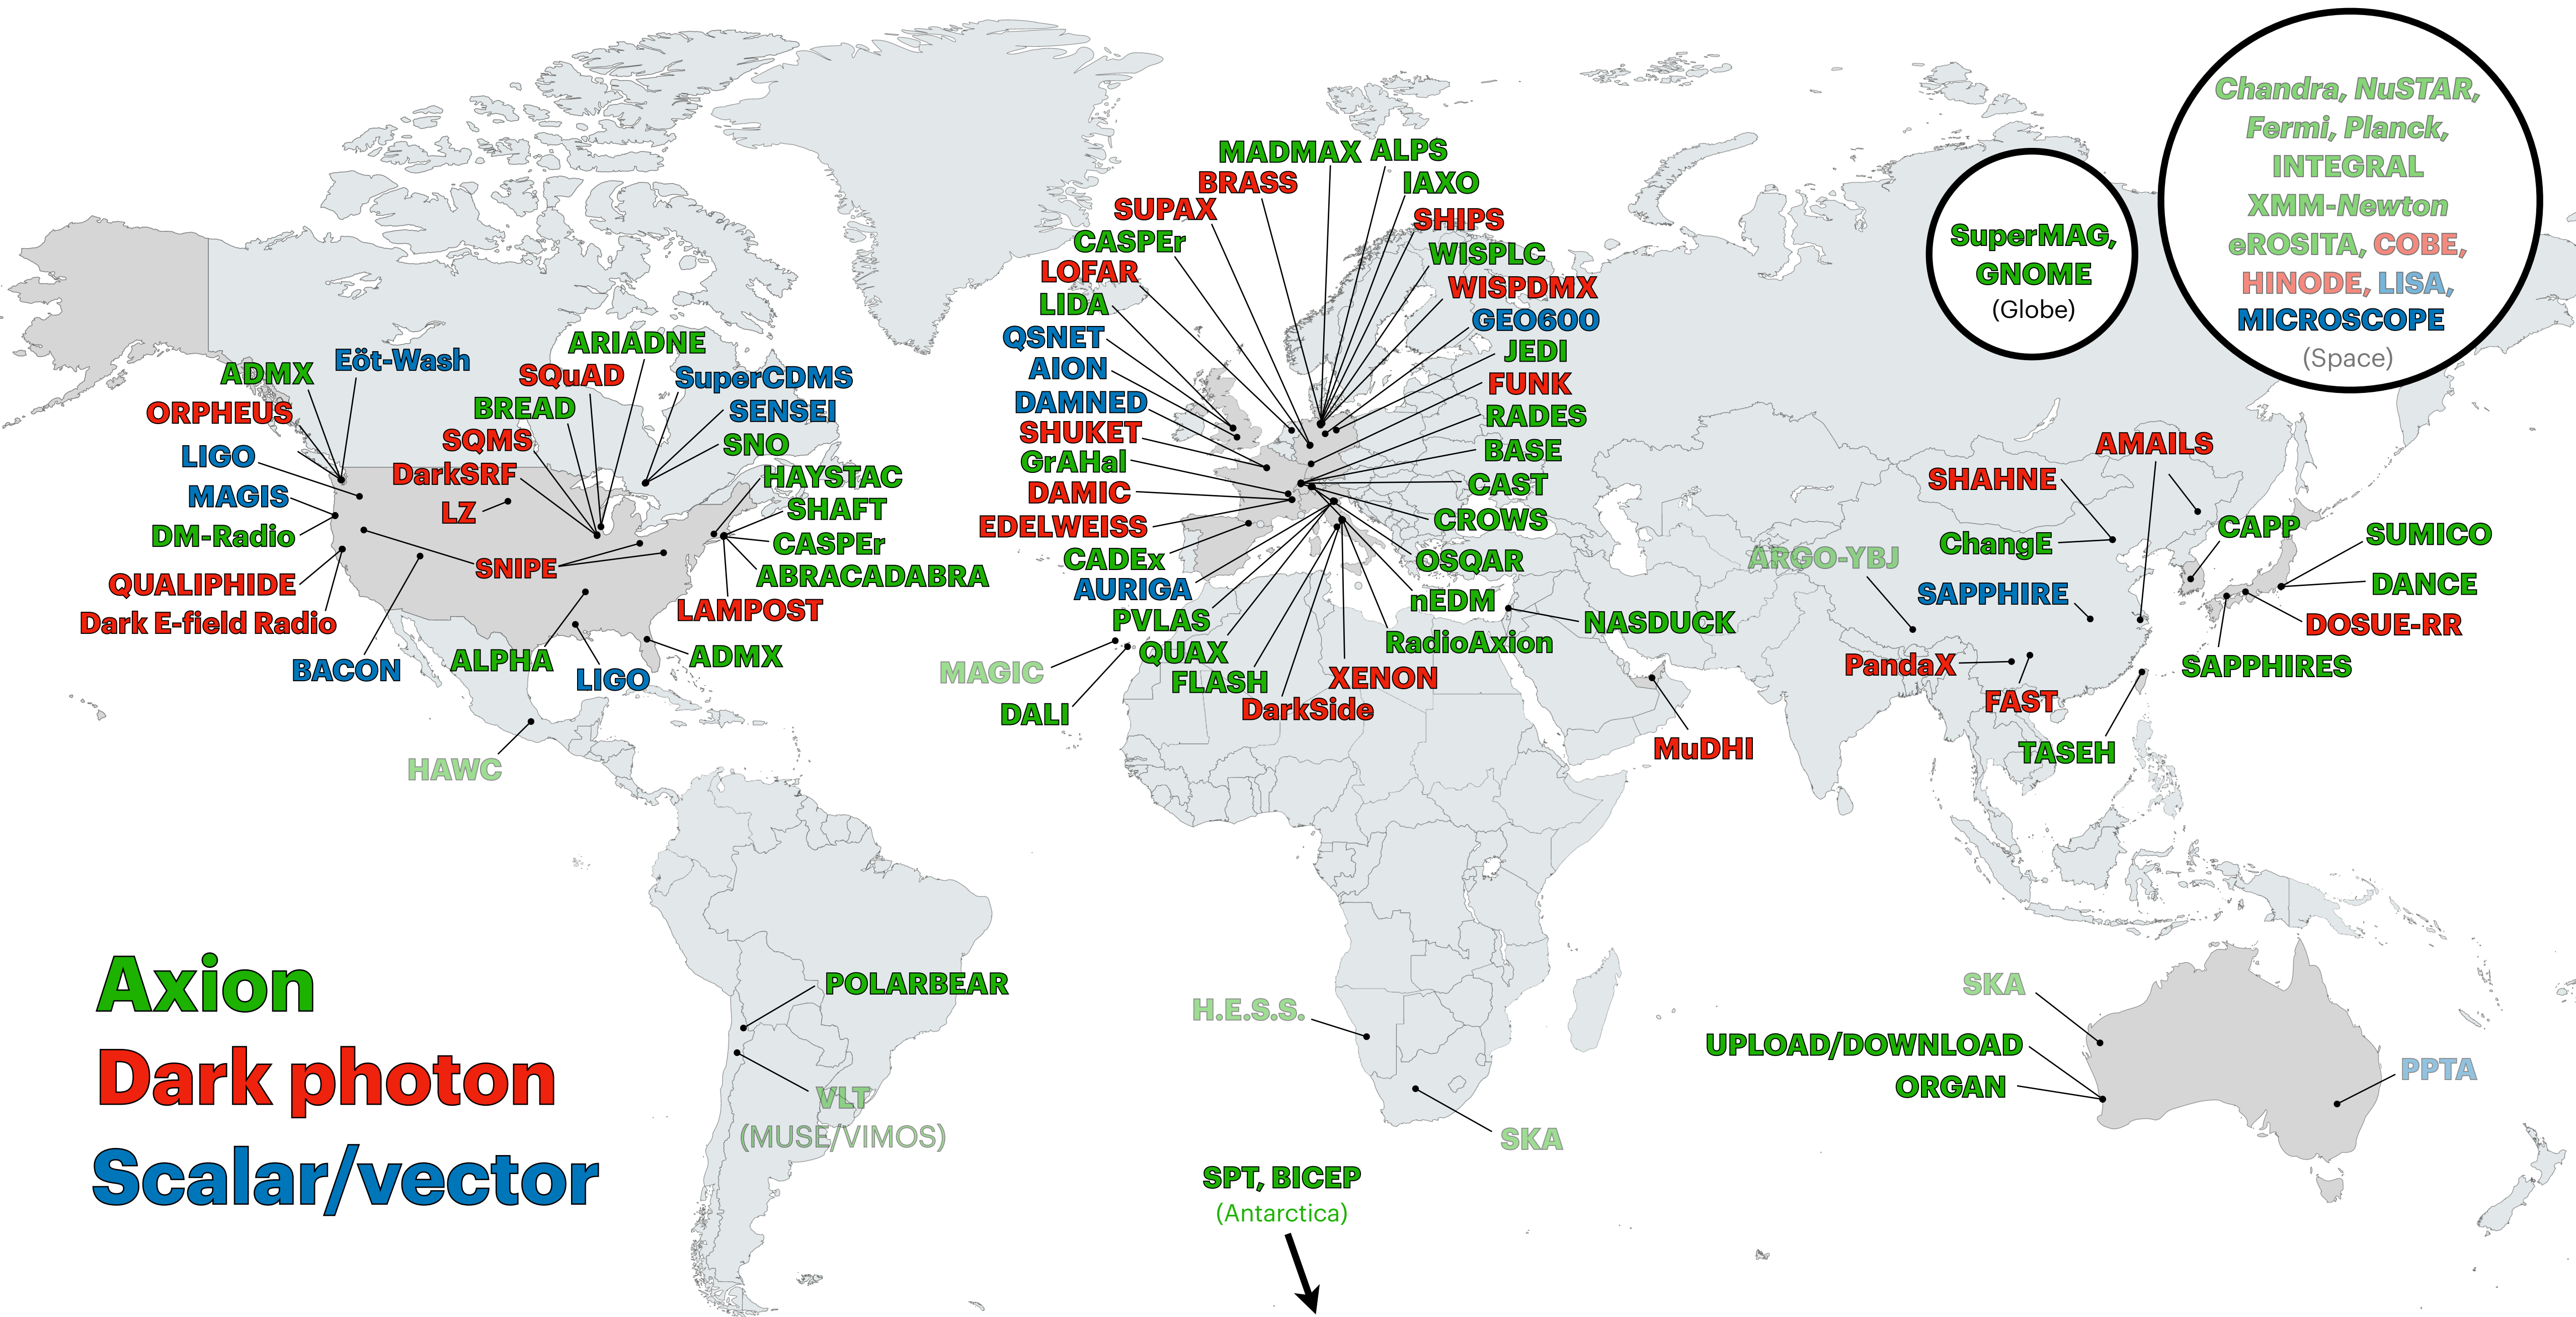 Chandra, NuSTAR,
Fermi, Planck,
INTEGRAL
XMM-Newton
eROSITA, COBE,
HINODE, LISA,
MICROSCOPE
(Space)
SuperMAG,
GNOME
(Globe)
ADMX
Eöt-Wash
ORPHEUS
LIGO
MAGIS
DM-Radio
QUALIPHIDE
Dark E-field Radio
BACON
ARIADNE
SQuAD
BREAD
SQMS
DarkSRF
LZ
SNIPE
ALPHA
LIGO
ADMX
SuperCDMS
SENSEI
SNO
HAYSTAC
SHAFT
CASPEr
ABRACADABRA
LAMPOST
HAWC
MADMAX
ALPS
BRASS
IAXO
SUPAX
SHIPS
CASPEr
WISPLC
LOFAR
WISPDMX
LIDA
GEO600
QSNET
JEDI
AION
FUNK
DAMNED
RADES
SHUKET
BASE
GrAHal
CAST
DAMIC
CROWS
EDELWEISS
OSQAR
CADEx
nEDM
AURIGA
RadioAxion
PVLAS
QUAX
FLASH
XENON
DarkSide
NASDUCK
MAGIC
DALI
MuDHI
AMAILS
SHAHNE
ChangE
ARGO-YBJ
SAPPHIRE
PandaX
FAST
TASEH
CAPP
SUMICO
DANCE
DOSUE-RR
SAPPHIRES
POLARBEAR
VLT
(MUSE/VIMOS)
H.E.S.S.
SKA
SKA
UPLOAD/DOWNLOAD
ORGAN
PPTA
SPT, BICEP
(Antarctica)
Axion
Dark photon
Scalar/vector